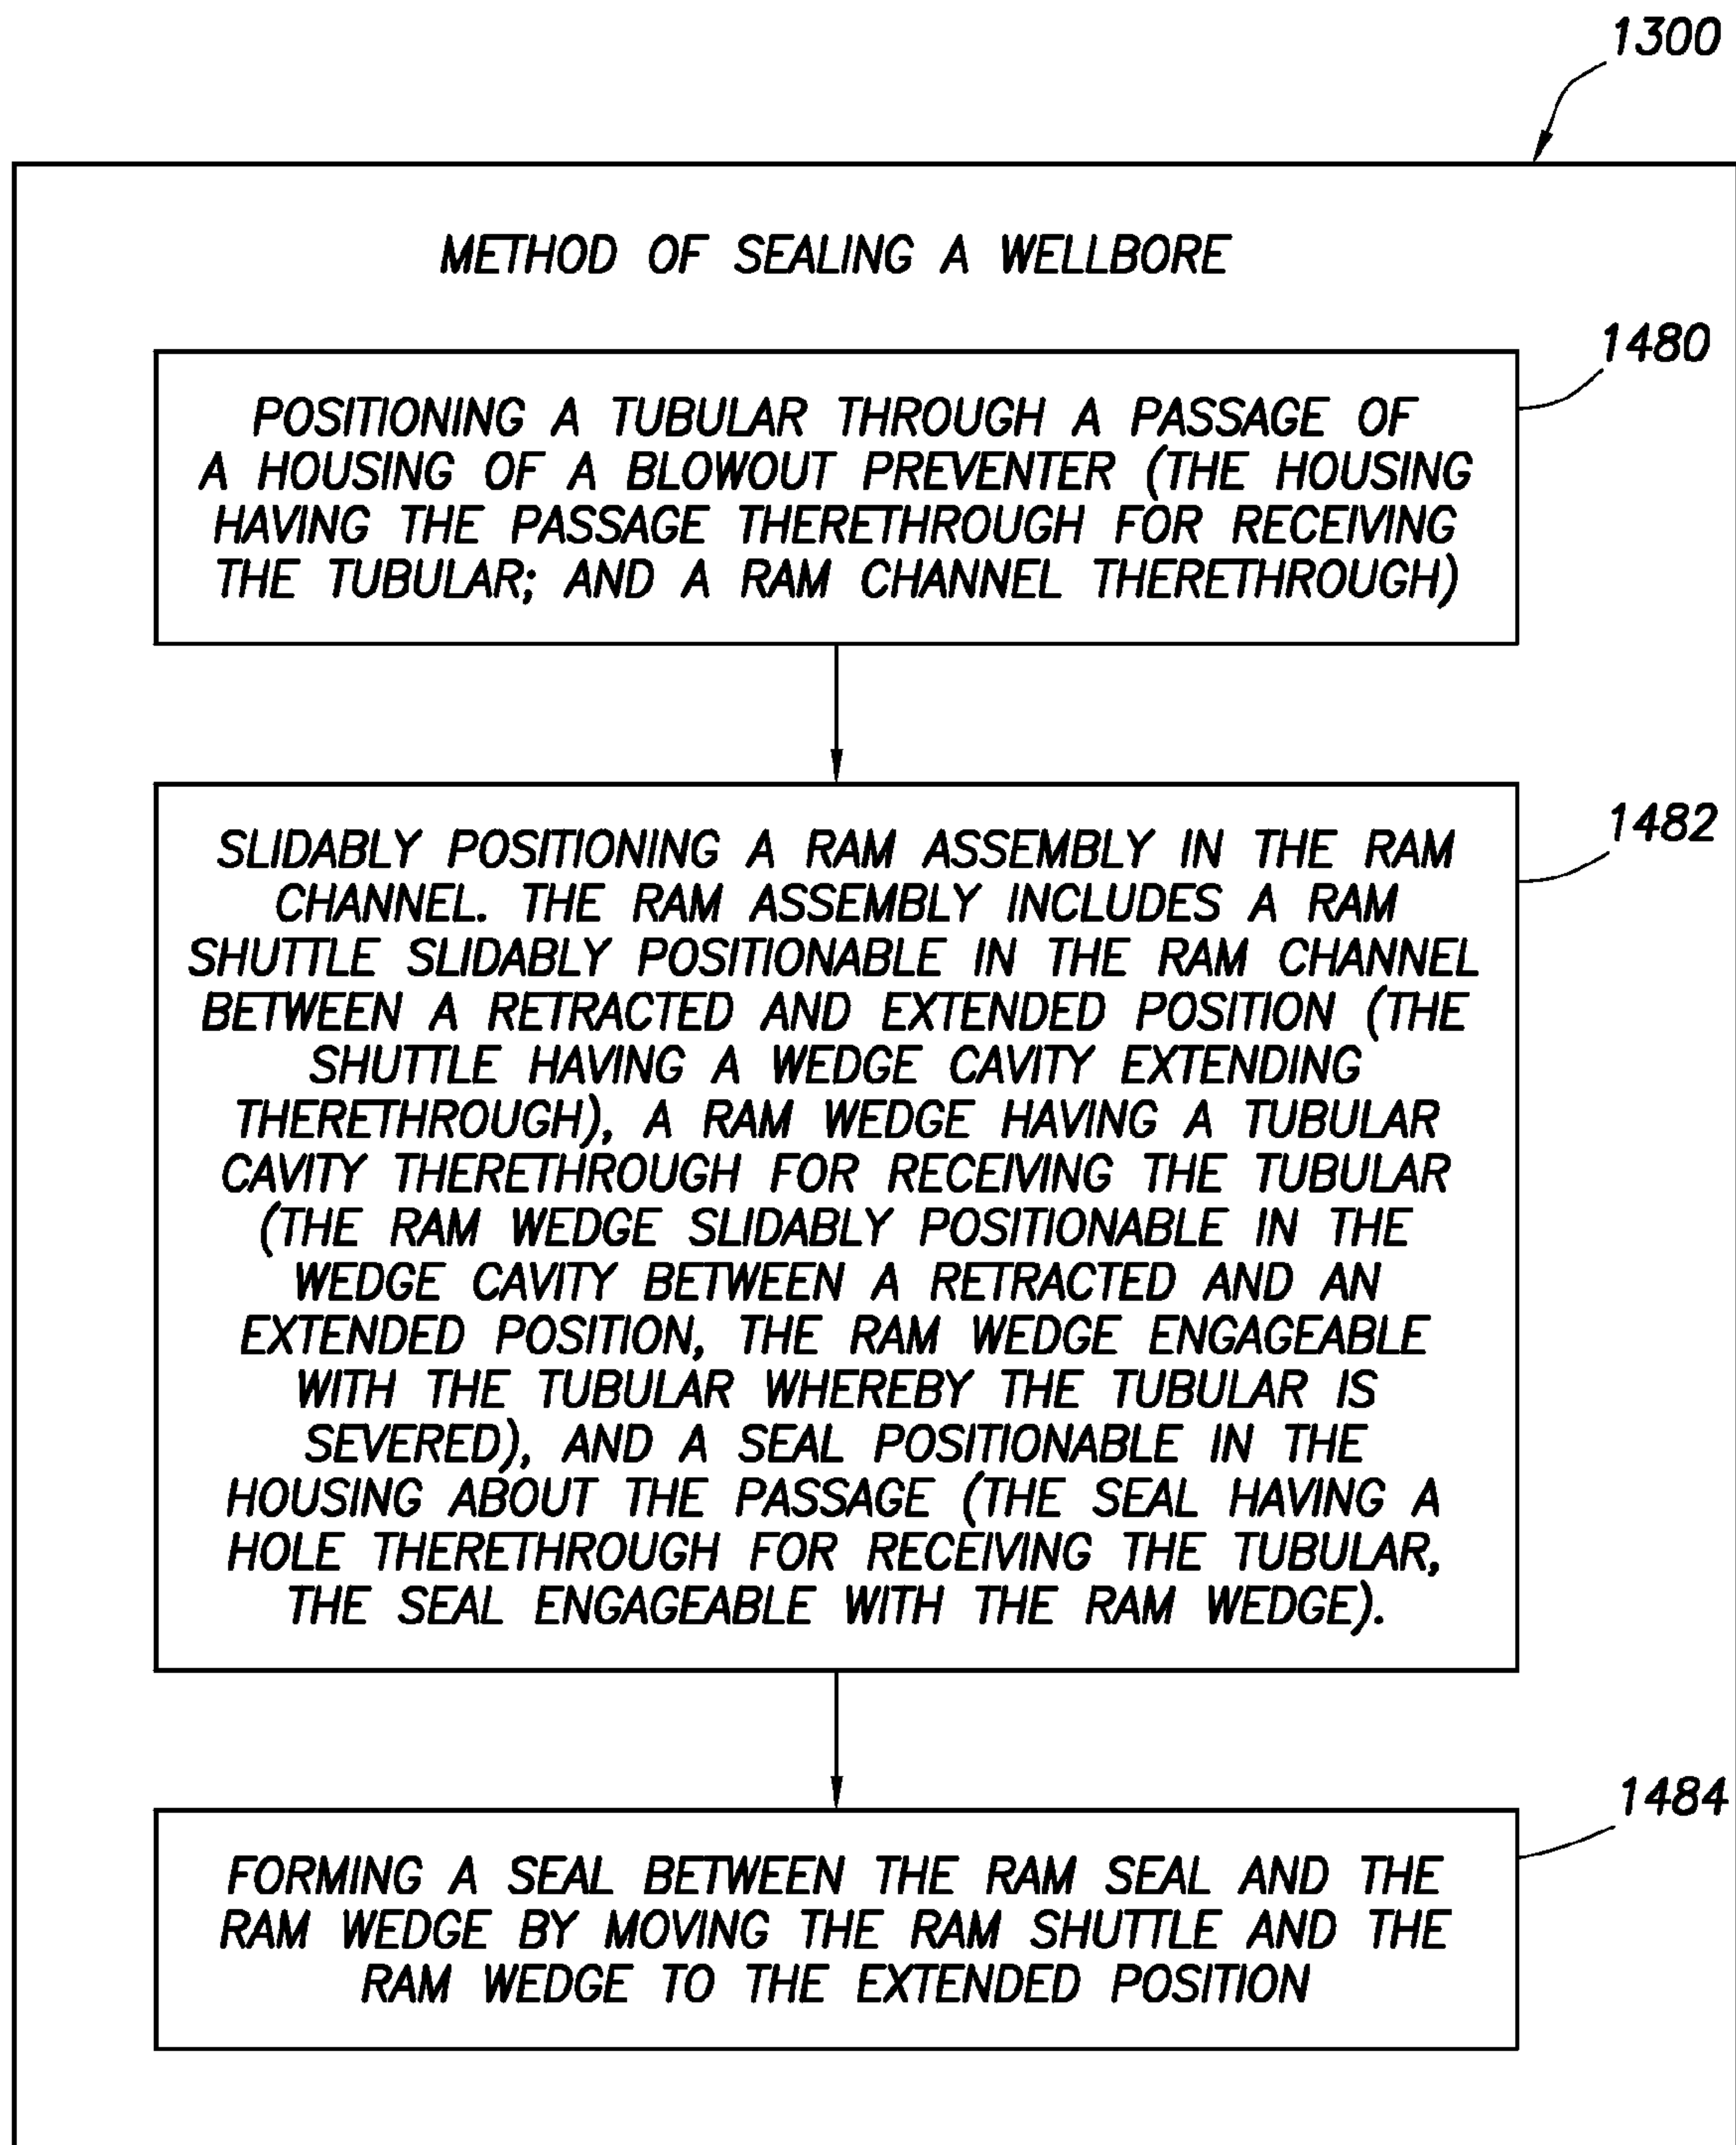 1300
METHOD OF SEALING A WELLBORE
1480
POSITIONING A TUBULAR THROUGH A PASSAGE OF
A HOUSING OF A BLOWOUT PREVENTER (THE HOUSING
HAVING THE PASSAGE THERETHROUGH FOR RECEIVING
THE TUBULAR; AND A RAM CHANNEL THERETHROUGH)
1482
SLIDABLY POSITIONING A RAM ASSEMBLY IN THE RAM
CHANNEL. THE RAM ASSEMBLY INCLUDES A RAM
SHUTTLE SLIDABLY POSITIONABLE IN THE RAM CHANNEL
BETWEEN A RETRACTED AND EXTENDED POSITION (THE
SHUTTLE HAVING A WEDGE CAVITY EXTENDING
THERETHROUGH), A RAM WEDGE HAVING A TUBULAR
CAVITY THERETHROUGH FOR RECEIVING THE TUBULAR
(THE RAM WEDGE SLIDABLY POSITIONABLE IN THE
WEDGE CAVITY BETWEEN A RETRACTED AND AN
EXTENDED POSITION, THE RAM WEDGE ENGAGEABLE
WITH THE TUBULAR WHEREBY THE TUBULAR IS
SEVERED), AND A SEAL POSITIONABLE IN THE
HOUSING ABOUT THE PASSAGE (THE SEAL HAVING A
HOLE THERETHROUGH FOR RECEIVING THE TUBULAR,
THE SEAL ENGAGEABLE WITH THE RAM WEDGE).
1484
FORMING A SEAL BETWEEN THE RAM SEAL AND THE
RAM WEDGE BY MOVING THE RAM SHUTTLE AND THE
RAM WEDGE TO THE EXTENDED POSITION